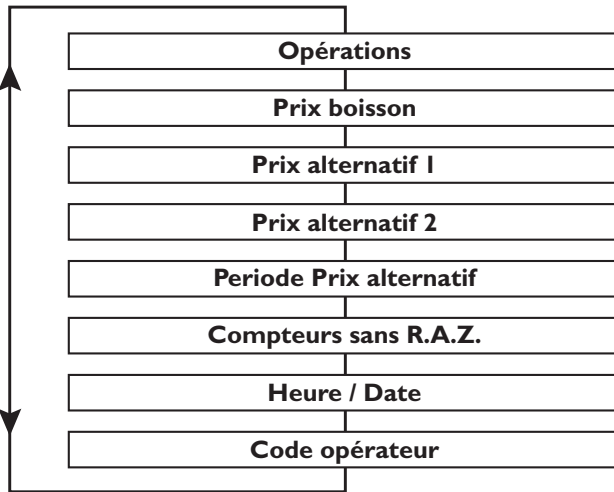 Opérations
Prix boisson
Prix alternatif 1
Prix alternatif 2
Periode Prix alternatif
Compteurs sans R.A.Z.
Heure / Date
Code opérateur